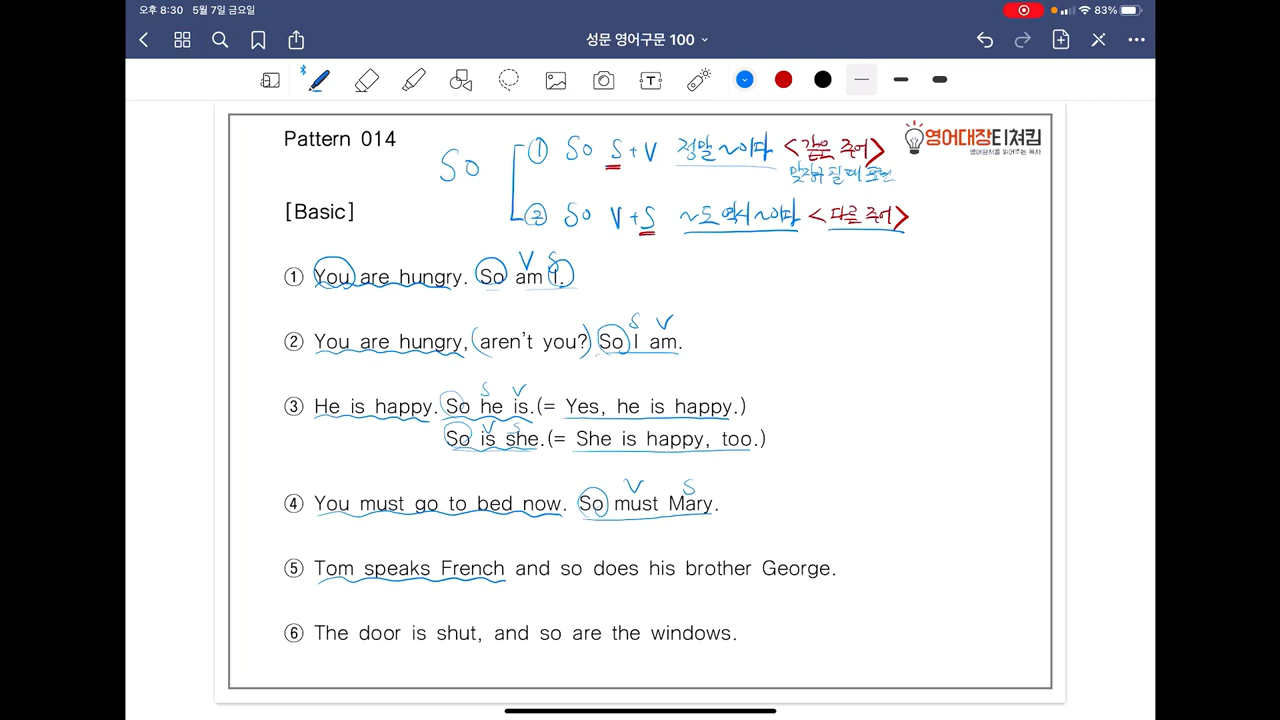 오후 8:30 5월 7일 금요일
83%
성문 영어구문 100
Pattern 014
영어대장티쳐킴
So
① So S+V 정말 ~이다 <같은 주어>
맞장구 칠 때 표현
[Basic]
② So V+S ~도 역시 ~이다 <다른 주어>
V S
① You are hungry. So am I.
S V
② You are hungry, (aren't you?) So I am.
S V
③ He is happy. So he is.(= Yes, he is happy.)
V S
So is she.(= She is happy, too.)
V S
④ You must go to bed now. So must Mary.
⑤ Tom speaks French and so does his brother George.
⑥ The door is shut, and so are the windows.